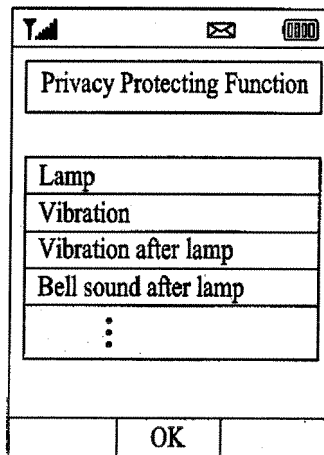 Privacy Protecting Function
Lamp
Vibration
Vibration after lamp
Bell sound after lamp
OK